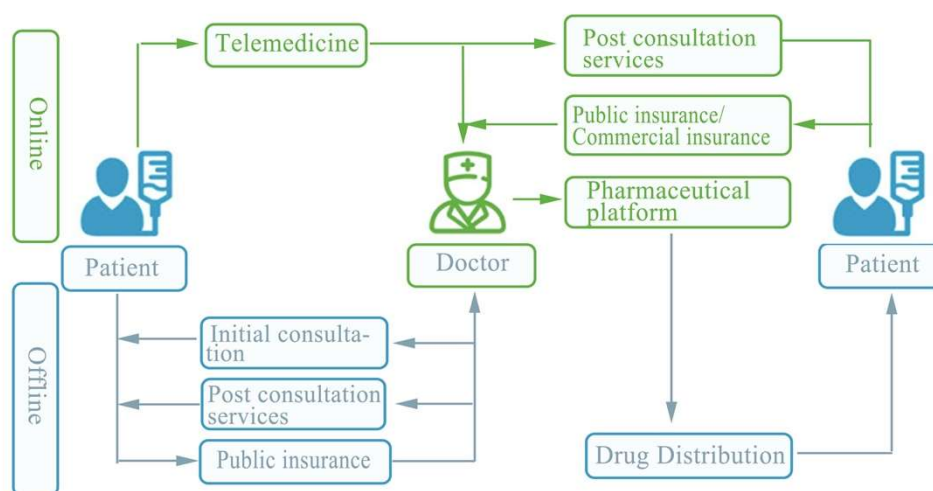 Online
Telemedicine
Post consultation
services
Public insurance/
Commercial insurance
Pharmaceutical
platform
Patient
Doctor
Patient
Offline
Initial consulta-
tion
Post consultation
services
Public insurance
Drug Distribution